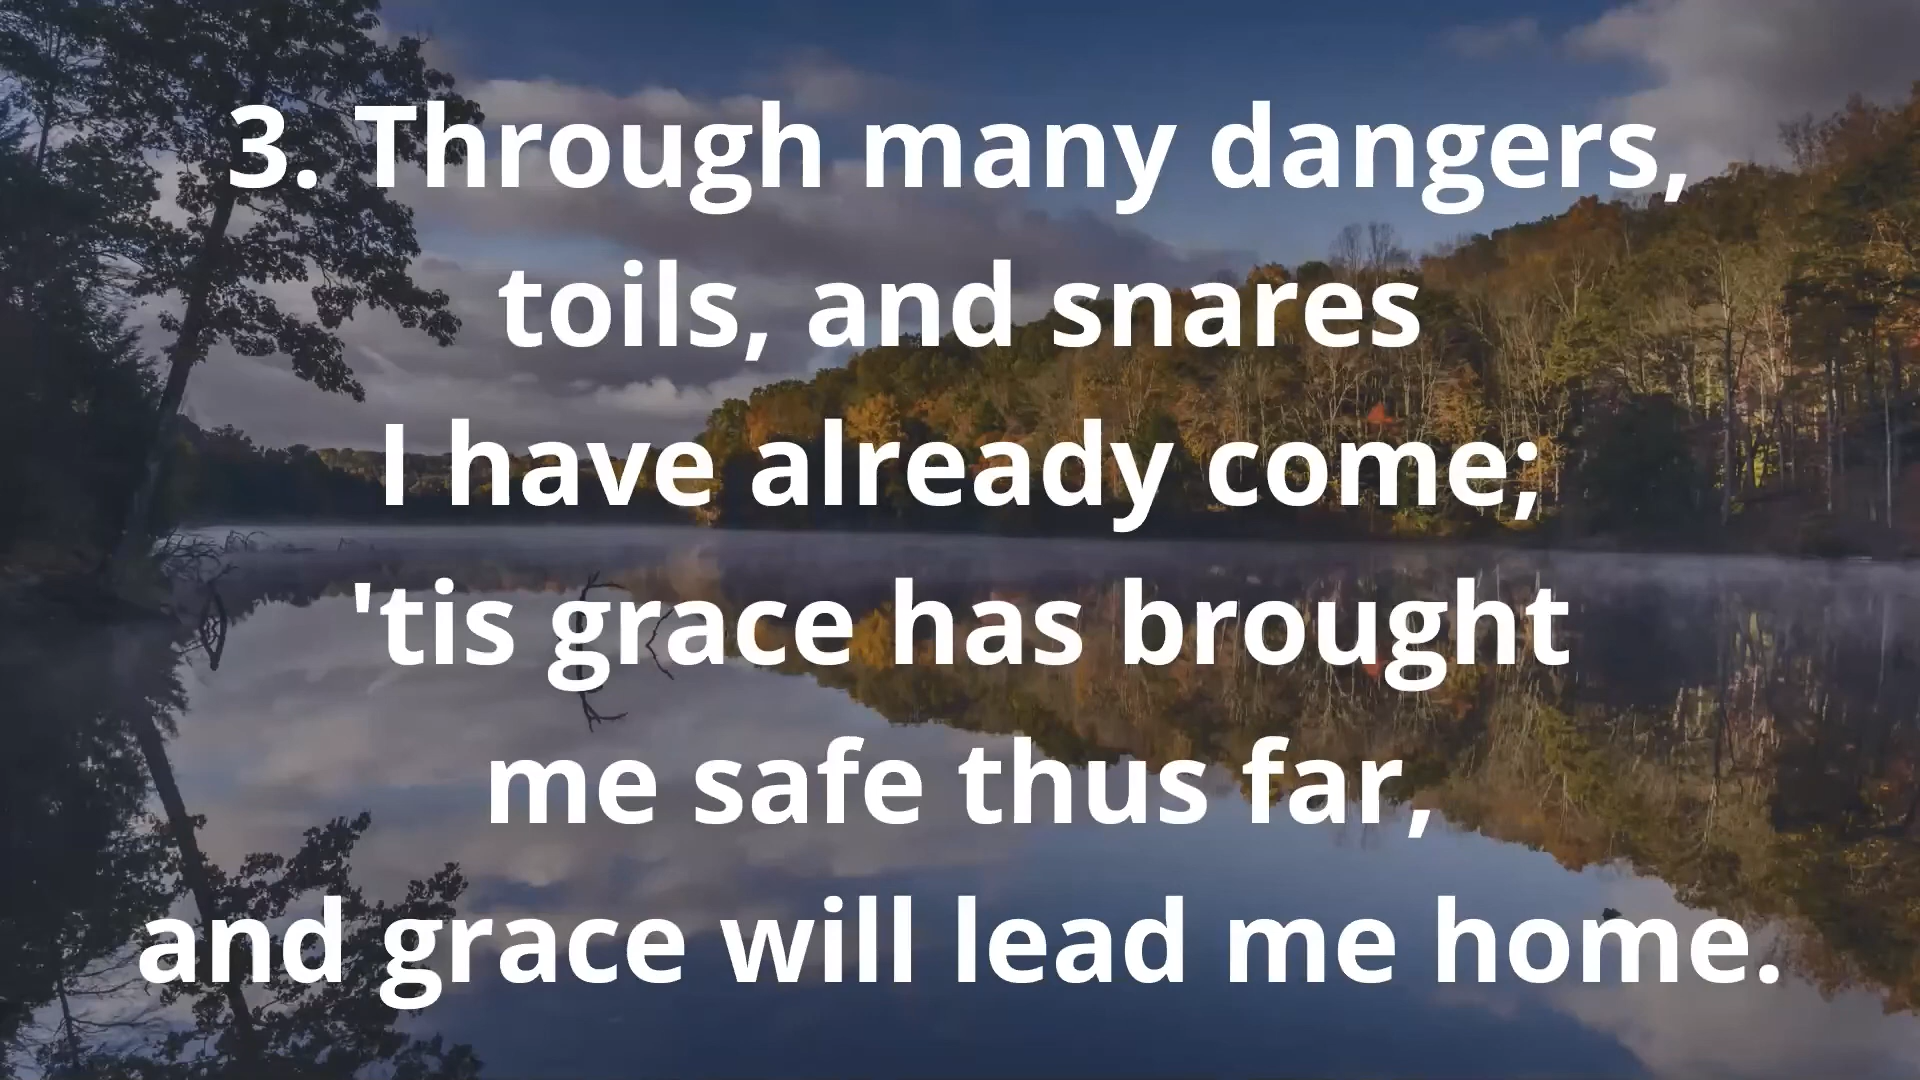 3. Through many dangers,
toils, and snares
I have already come;
'tis grace has brought
me safe thus far,
and grace will lead me home.